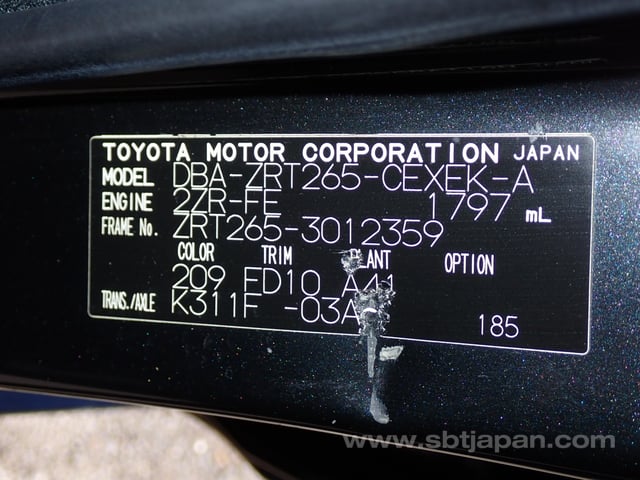 TOYOTA MOTOR CORPORATION JAPAN
MODEL DBA-ZRT265-CEXEK-A
ENGINE 2ZR-FE 1797 mL
FRAME No. ZRT265-3012359
COLOR TRIM PLANT OPTION
209 FD10 A41
TRANS./AXLE K311F -03A 185
www.sbtjapan.com